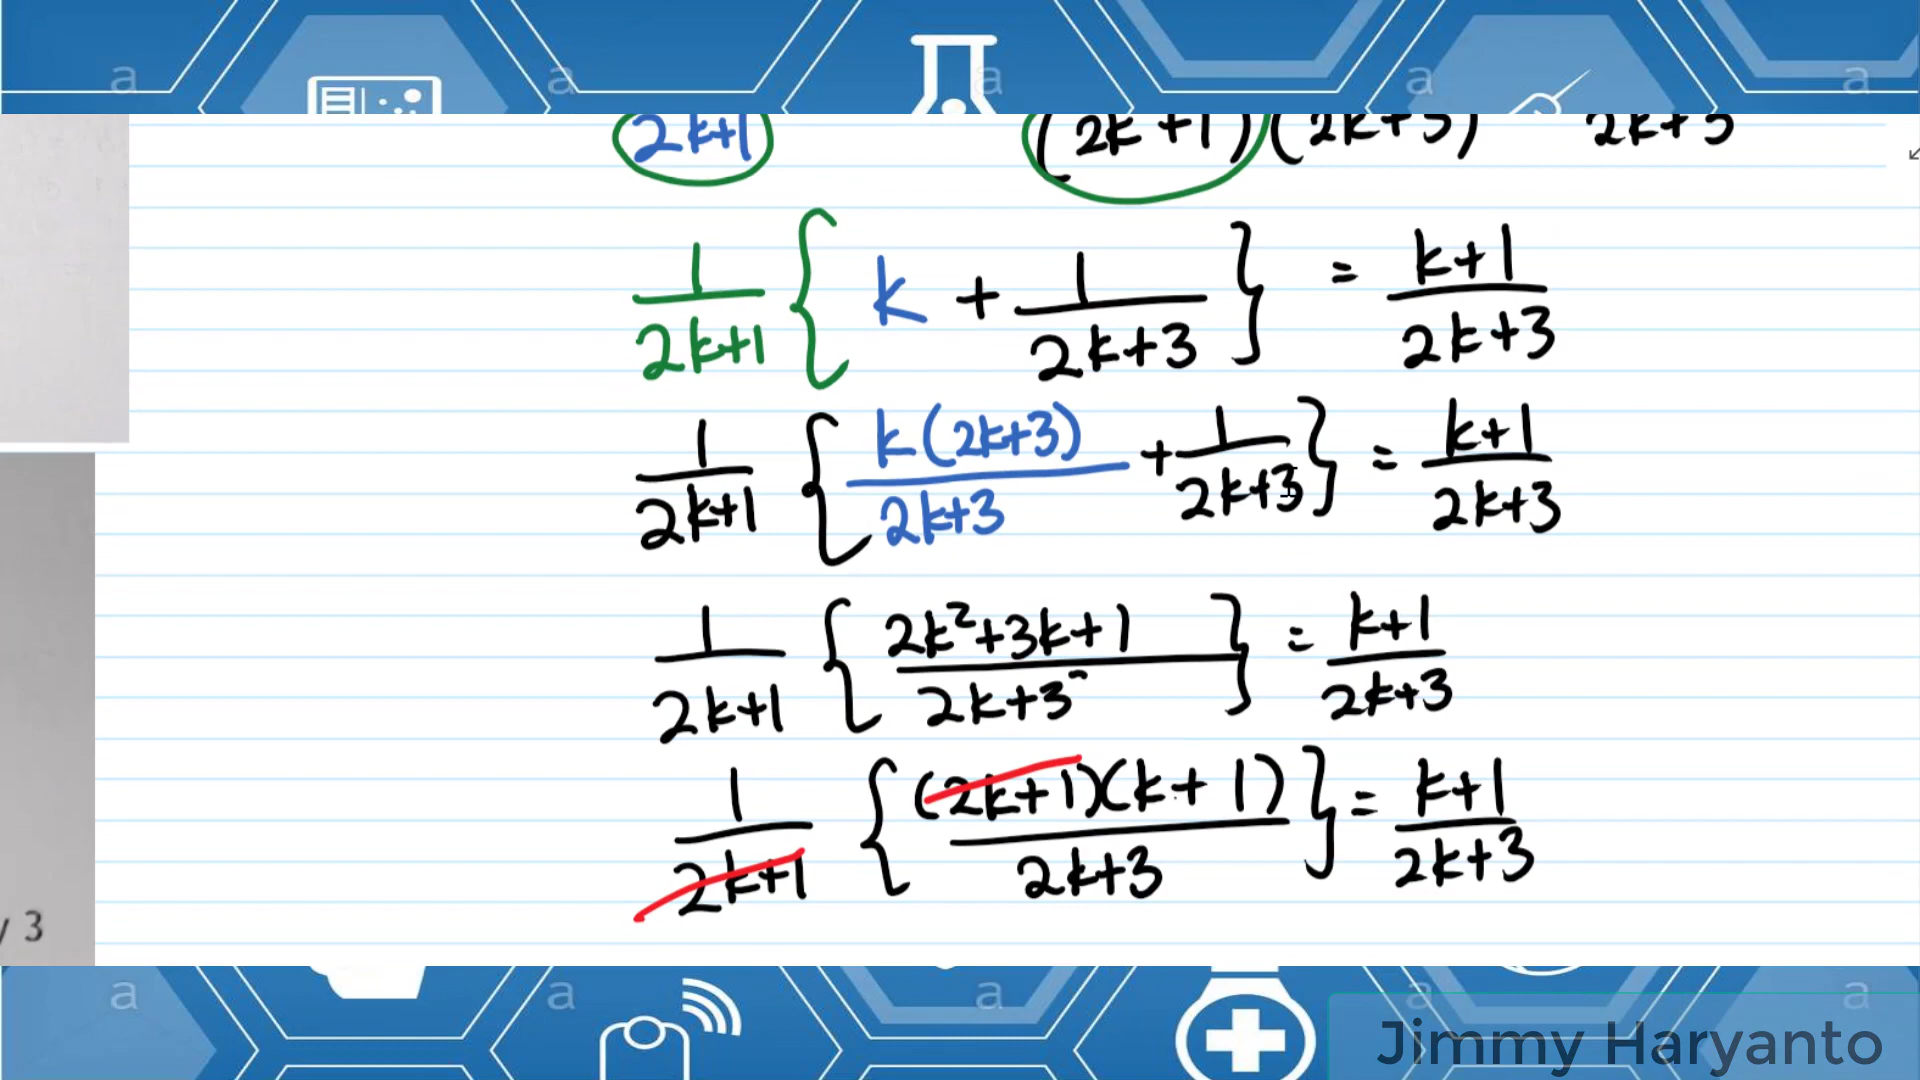 2k+1 (2k+1)(2k+3) 2k+3
1/(2k+1) { k + 1/(2k+3) } = (k+1)/(2k+3)
1/(2k+1) { k(2k+3)/(2k+3) + 1/(2k+3) } = (k+1)/(2k+3)
1/(2k+1) { (2k²+3k+1)/(2k+3) } = (k+1)/(2k+3)
1/(2k+1) { (2k+1)(k+1)/(2k+3) } = (k+1)/(2k+3)
/ 3
Jimmy Haryanto